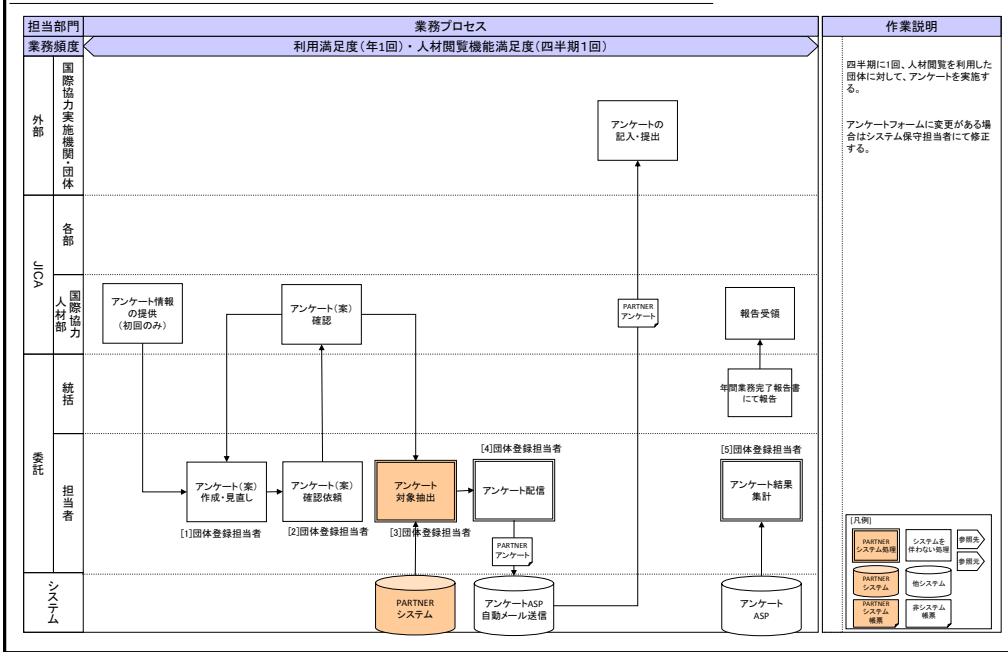 担当部門
業務プロセス
作業説明
業務頻度
利用満足度(年1回)・人材閲覧機能満足度(四半期1回)
外部
国際協力実施機関・団体
アンケートの
記入・提出
四半期に1回、人材閲覧を利用した
団体に対して、アンケートを実施す
る。
アンケートフォームに変更がある場
合はシステム保守担当者にて修正
する。
JICA
各部
国際協力
人材部
アンケート情報
の提供
(初回のみ)
アンケート(案)
確認
PARTNER
アンケート
報告受領
委託
統括
年間業務完了報告書
にて報告
担当者
アンケート(案)
作成・見直し
[1]団体登録担当者
アンケート(案)
確認依頼
[2]団体登録担当者
アンケート
対象抽出
[3]団体登録担当者
[4]団体登録担当者
アンケート配信
PARTNER
アンケート
[5]団体登録担当者
アンケート結果
集計
システム
PARTNER
システム
アンケートASP
自動メール送信
アンケート
ASP
[凡例]
PARTNER
システム処理
システムを
伴わない処理
参照先
参照元
PARTNER
システム
他システム
PARTNER
システム
帳票
非システム
帳票